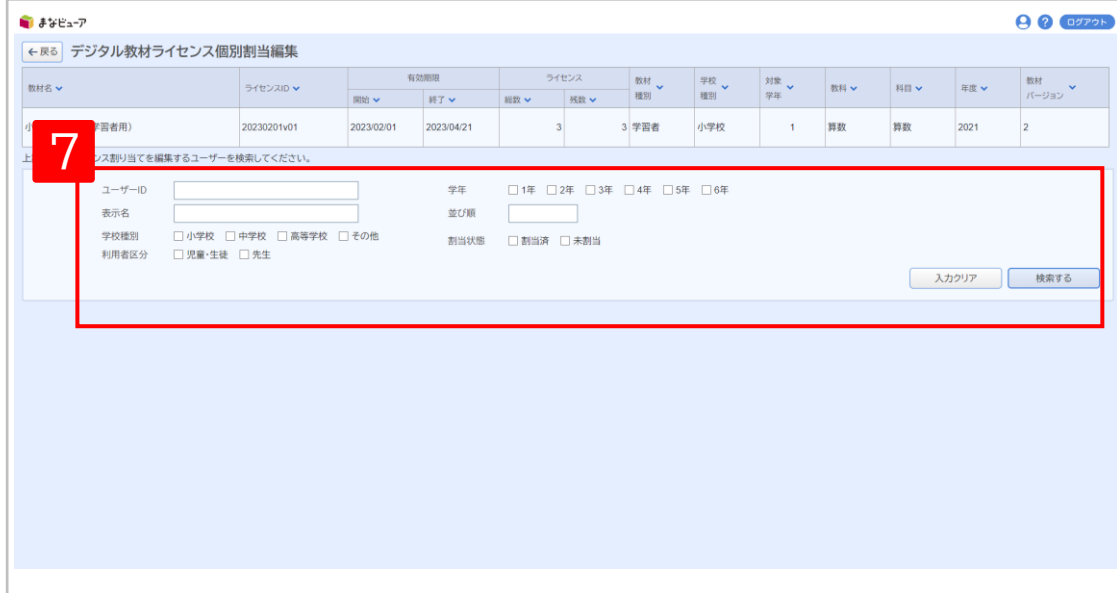 まなビューア
? ログアウト
←戻る デジタル教材ライセンス個別割当編集
教材名 ライセンスID 有効期限 ライセンス 教材種別 学校種別 対象学年 教科 科目 年度 教材バージョン
開始 終了 総数 残数
学習者用) 20230201v01 2023/02/01 2023/04/21 3 3 学習者 小学校 1 算数 算数 2021 2
7
ンス割り当てを編集するユーザーを検索してください。
ユーザーID 学年 1年 2年 3年 4年 5年 6年
表示名 並び順
学校種別 小学校 中学校 高等学校 その他 割当状態 割当済 未割当
利用者区分 児童・生徒 先生
入力クリア 検索する